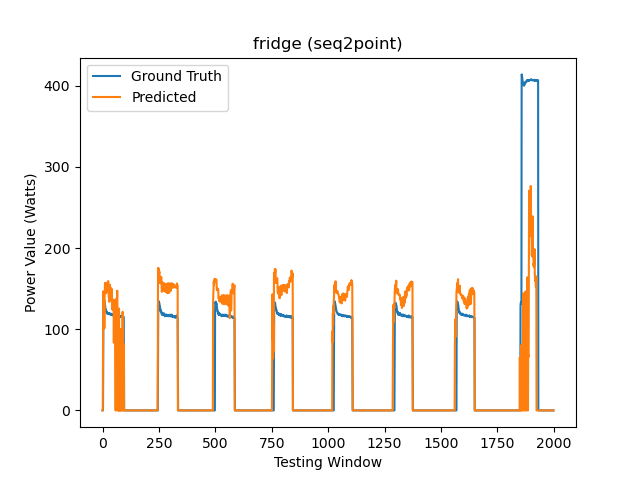 fridge (seq2point)
Ground Truth
Predicted
Power Value (Watts)
400
300
200
100
0
0 250 500 750 1000 1250 1500 1750 2000
Testing Window